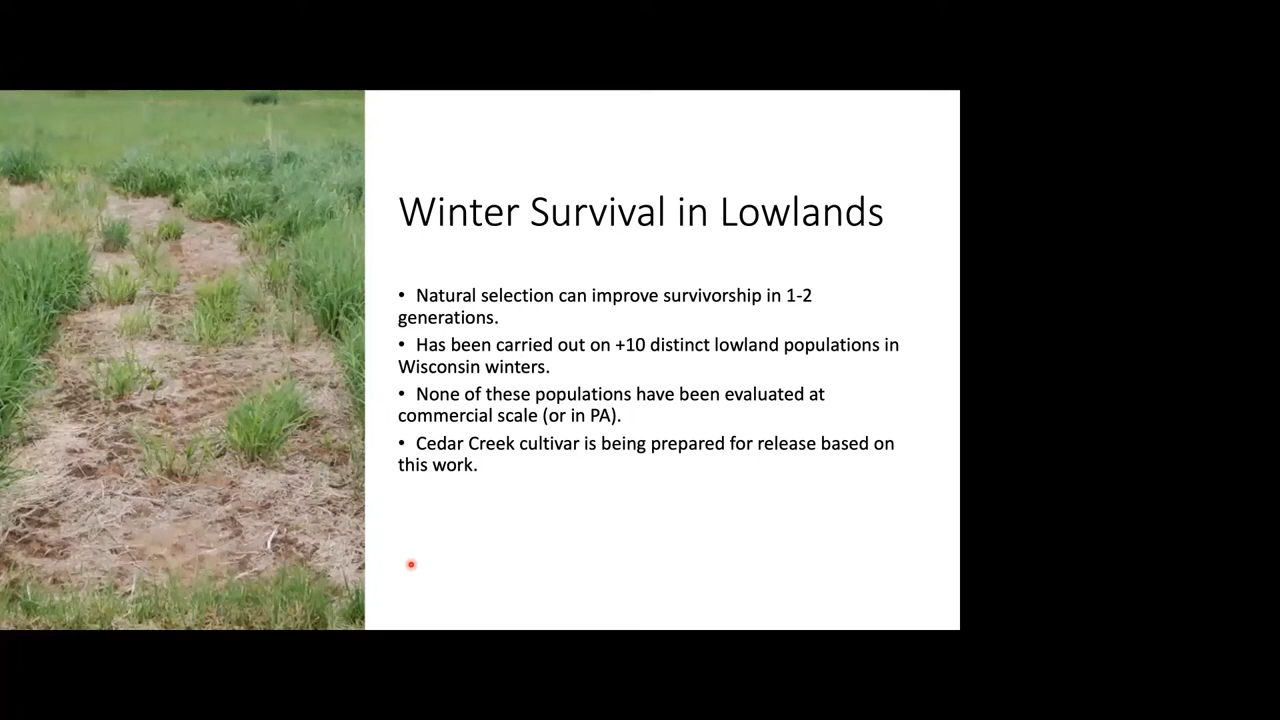 Winter Survival in Lowlands
• Natural selection can improve survivorship in 1-2
generations.
• Has been carried out on +10 distinct lowland populations in
Wisconsin winters.
• None of these populations have been evaluated at
commercial scale (or in PA).
• Cedar Creek cultivar is being prepared for release based on
this work.